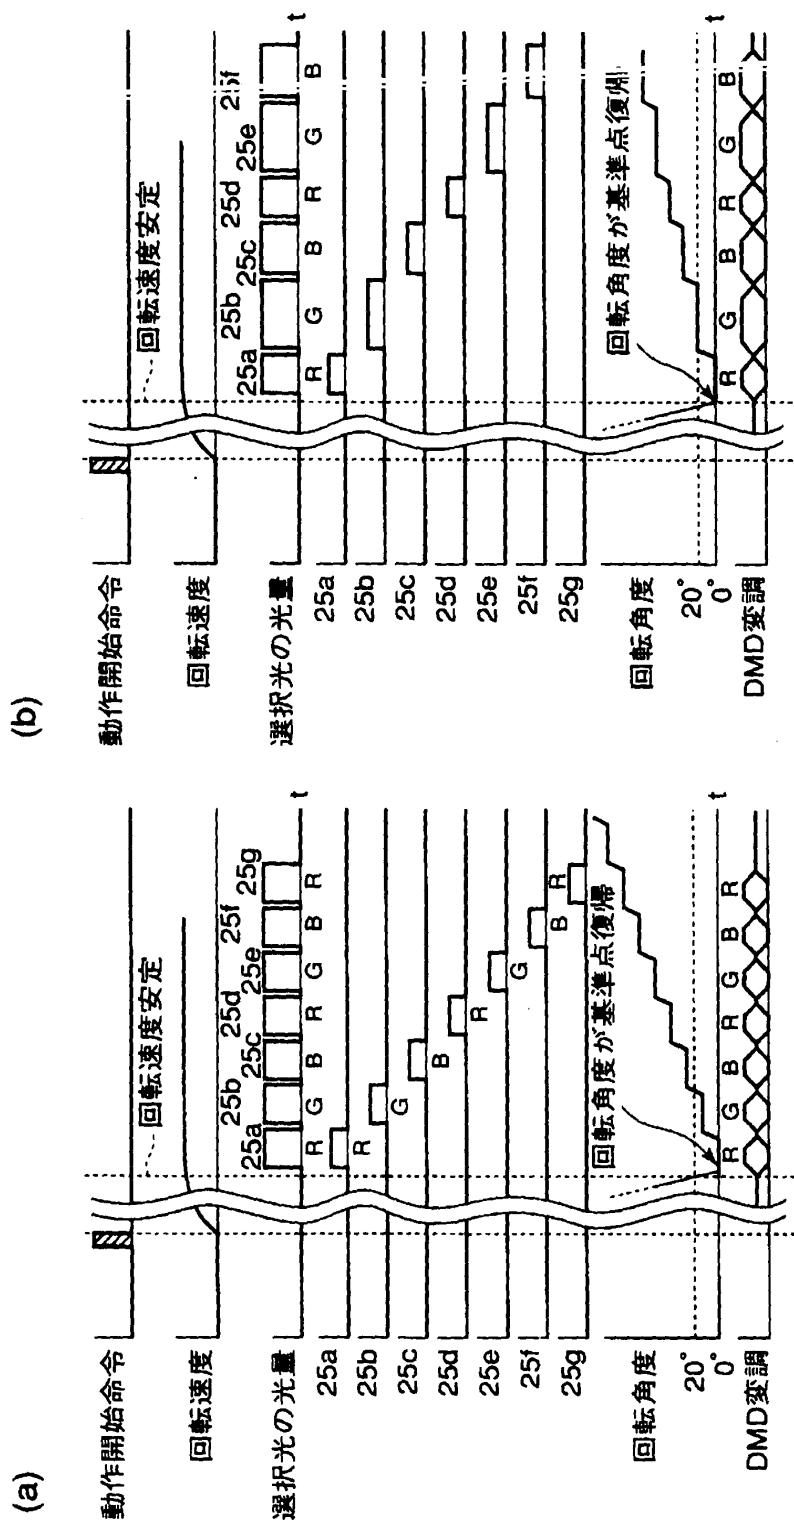 (a)
動作開始命令
回転速度
回転速度安定
選択光の光量
25a 25b 25c 25d 25e 25f 25g
t
R G B R G B R
25a
R
25b
G
25c
B
25d
R
25e
G
25f
B
25g
R
回転角度が基準点復帰
回転角度
20°
0°
t
R G B R G B R
DMD変調
(b)
動作開始命令
回転速度
回転速度安定
選択光の光量
25a 25b 25c 25d 25e 25f
t
R G B R G B
25a
25b
25c
25d
25e
25f
25g
回転角度が基準点復帰
回転角度
20°
0°
t
R G B R G B
DMD変調